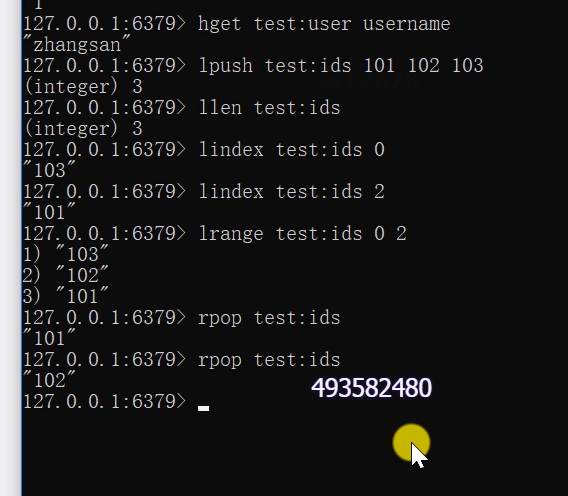 1
127.0.0.1:6379> hget test:user username
"zhangsan"
127.0.0.1:6379> lpush test:ids 101 102 103
(integer) 3
127.0.0.1:6379> llen test:ids
(integer) 3
127.0.0.1:6379> lindex test:ids 0
"103"
127.0.0.1:6379> lindex test:ids 2
"101"
127.0.0.1:6379> lrange test:ids 0 2
1) "103"
2) "102"
3) "101"
127.0.0.1:6379> rpop test:ids
"101"
127.0.0.1:6379> rpop test:ids
"102"
493582480
127.0.0.1:6379>